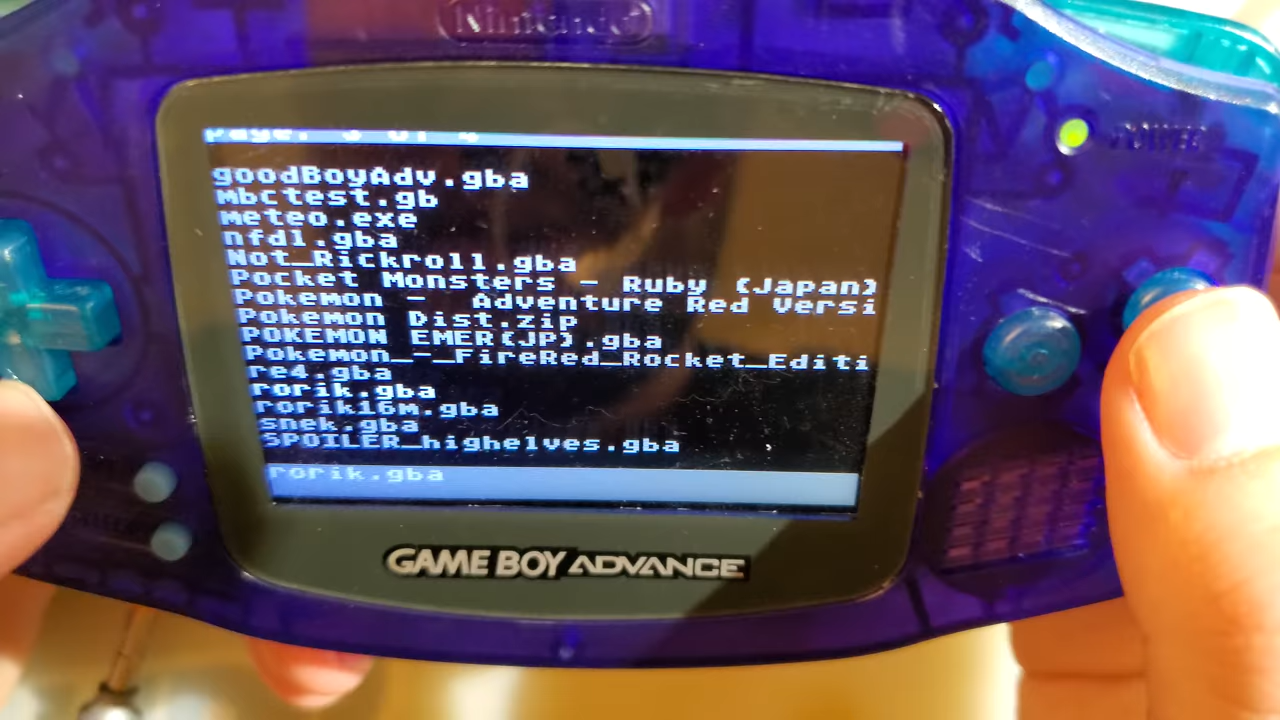 Nintendo
POWER
goodBoyAdv.gba
mbctest.gb
meteo.exe
nfdl.gba
Not_Rickroll.gba
Pocket Monsters - Ruby (Japan)
Pokemon -  Adventure Red Versi
Pokemon Dist.zip
POKEMON EMER(JP).gba
Pokemon_-_FireRed_Rocket_Editi
re4.gba
rorik.gba
rorik16m.gba
snek.gba
SPOILER_highelves.gba
rorik.gba
GAME BOY ADVANCE